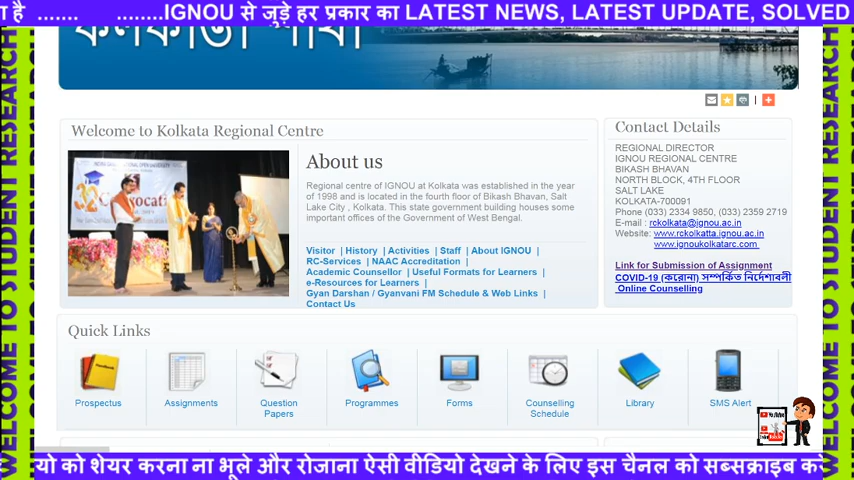 ा है ....... ........IGNOU से जुड़े हर प्रकार का LATEST NEWS, LATEST UPDATE, SOLVED
কলকাতা শাখা
Welcome to Kolkata Regional Centre
About us
Regional centre of IGNOU at Kolkata was established in the year
of 1998 and is located in the fourth floor of Bikash Bhavan, Salt
Lake City , Kolkata. This state government building houses some
important offices of the Government of West Bengal.
Visitor | History | Activities | Staff | About IGNOU |
RC-Services | NAAC Accreditation |
Academic Counsellor | Useful Formats for Learners |
e-Resources for Learners |
Gyan Darshan / Gyanvani FM Schedule & Web Links |
Contact Us
Contact Details
REGIONAL DIRECTOR
IGNOU REGIONAL CENTRE
BIKASH BHAVAN
NORTH BLOCK, 4TH FLOOR
SALT LAKE
KOLKATA-700091
Phone (033) 2334 9850, (033) 2359 2719
E-mail : rckolkata@ignou.ac.in
Website: www.rckolkatta.ignou.ac.in
www.ignoukolkatarc.com
Link for Submission of Assignment
COVID-19 (করোনা) সম্পর্কিত নির্দেশাবলী
Online Counselling
Quick Links
Prospectus
Assignments
Question
Papers
Programmes
Forms
Counselling
Schedule
Library
SMS Alert
यो को शेयर करना ना भूले और रोजाना ऐसी वीडियो देखने के लिए इस चैनल को सब्सक्राइब कर
WELCOME TO STUDENT RESEARCH
WELCOME TO STUDENT RESEARCH